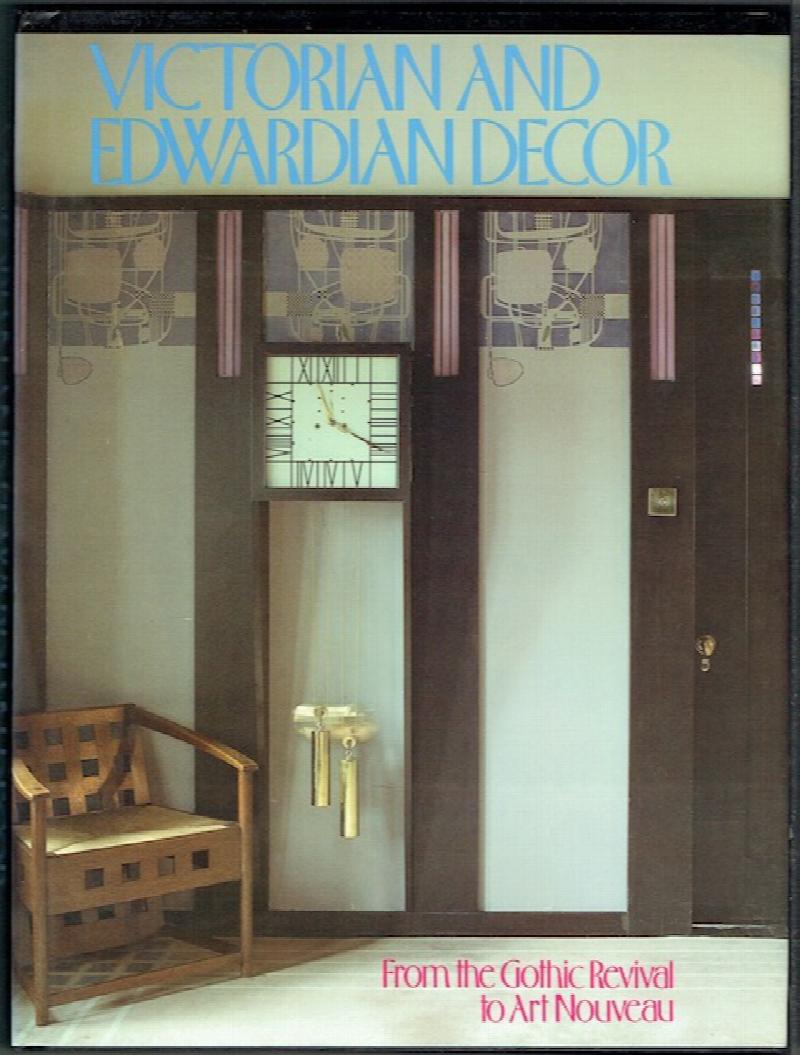 VICTORIAN AND
EDWARDIAN DECOR
From the Gothic Revival
to Art Nouveau